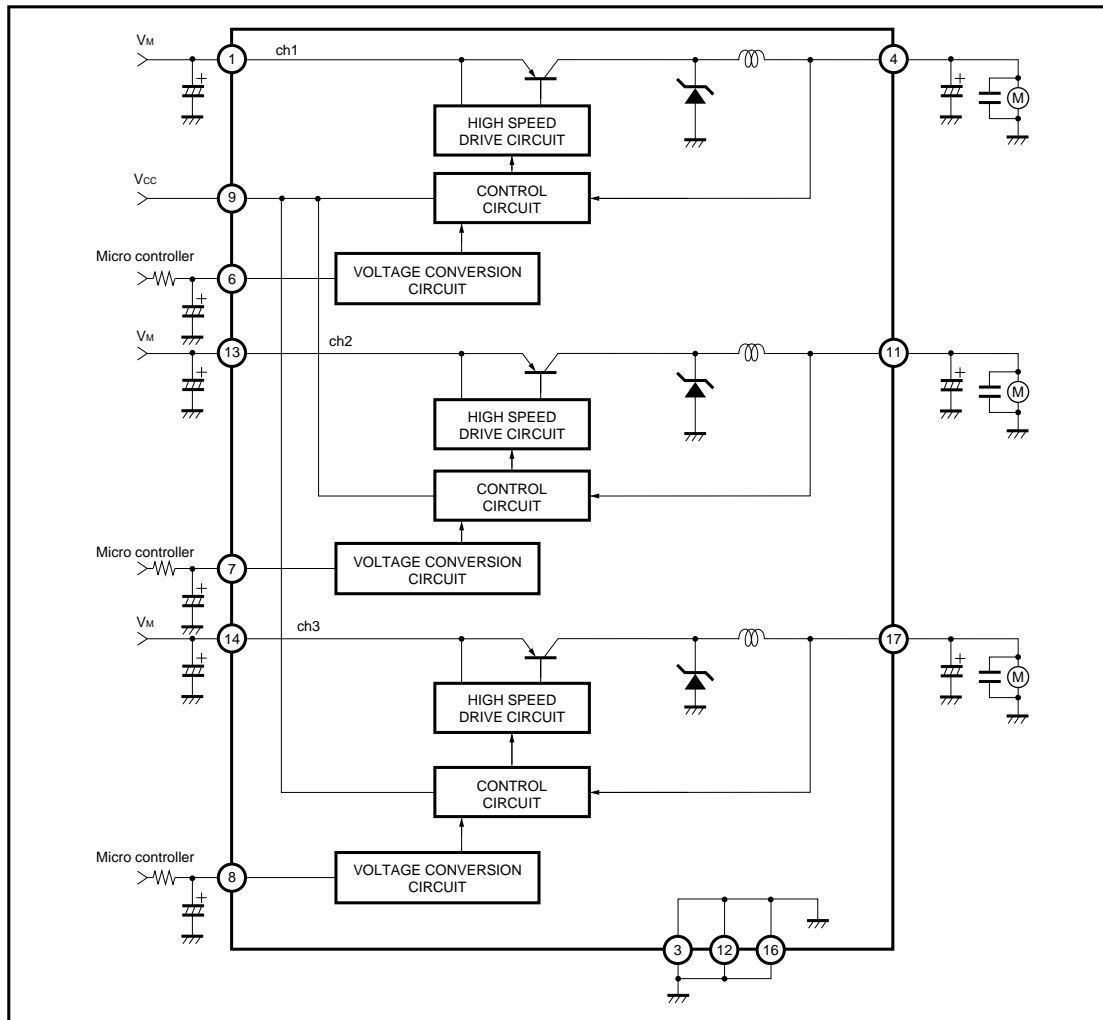 VM
1
ch1
4
+
+
M
HIGH SPEED
DRIVE CIRCUIT
VCC
9
CONTROL
CIRCUIT
Micro controller
6
VOLTAGE CONVERSION
CIRCUIT
+
VM
13
ch2
11
+
+
M
HIGH SPEED
DRIVE CIRCUIT
CONTROL
CIRCUIT
Micro controller
7
VOLTAGE CONVERSION
CIRCUIT
+
VM
14
ch3
17
+
+
M
HIGH SPEED
DRIVE CIRCUIT
CONTROL
CIRCUIT
Micro controller
8
VOLTAGE CONVERSION
CIRCUIT
+
3
12
16